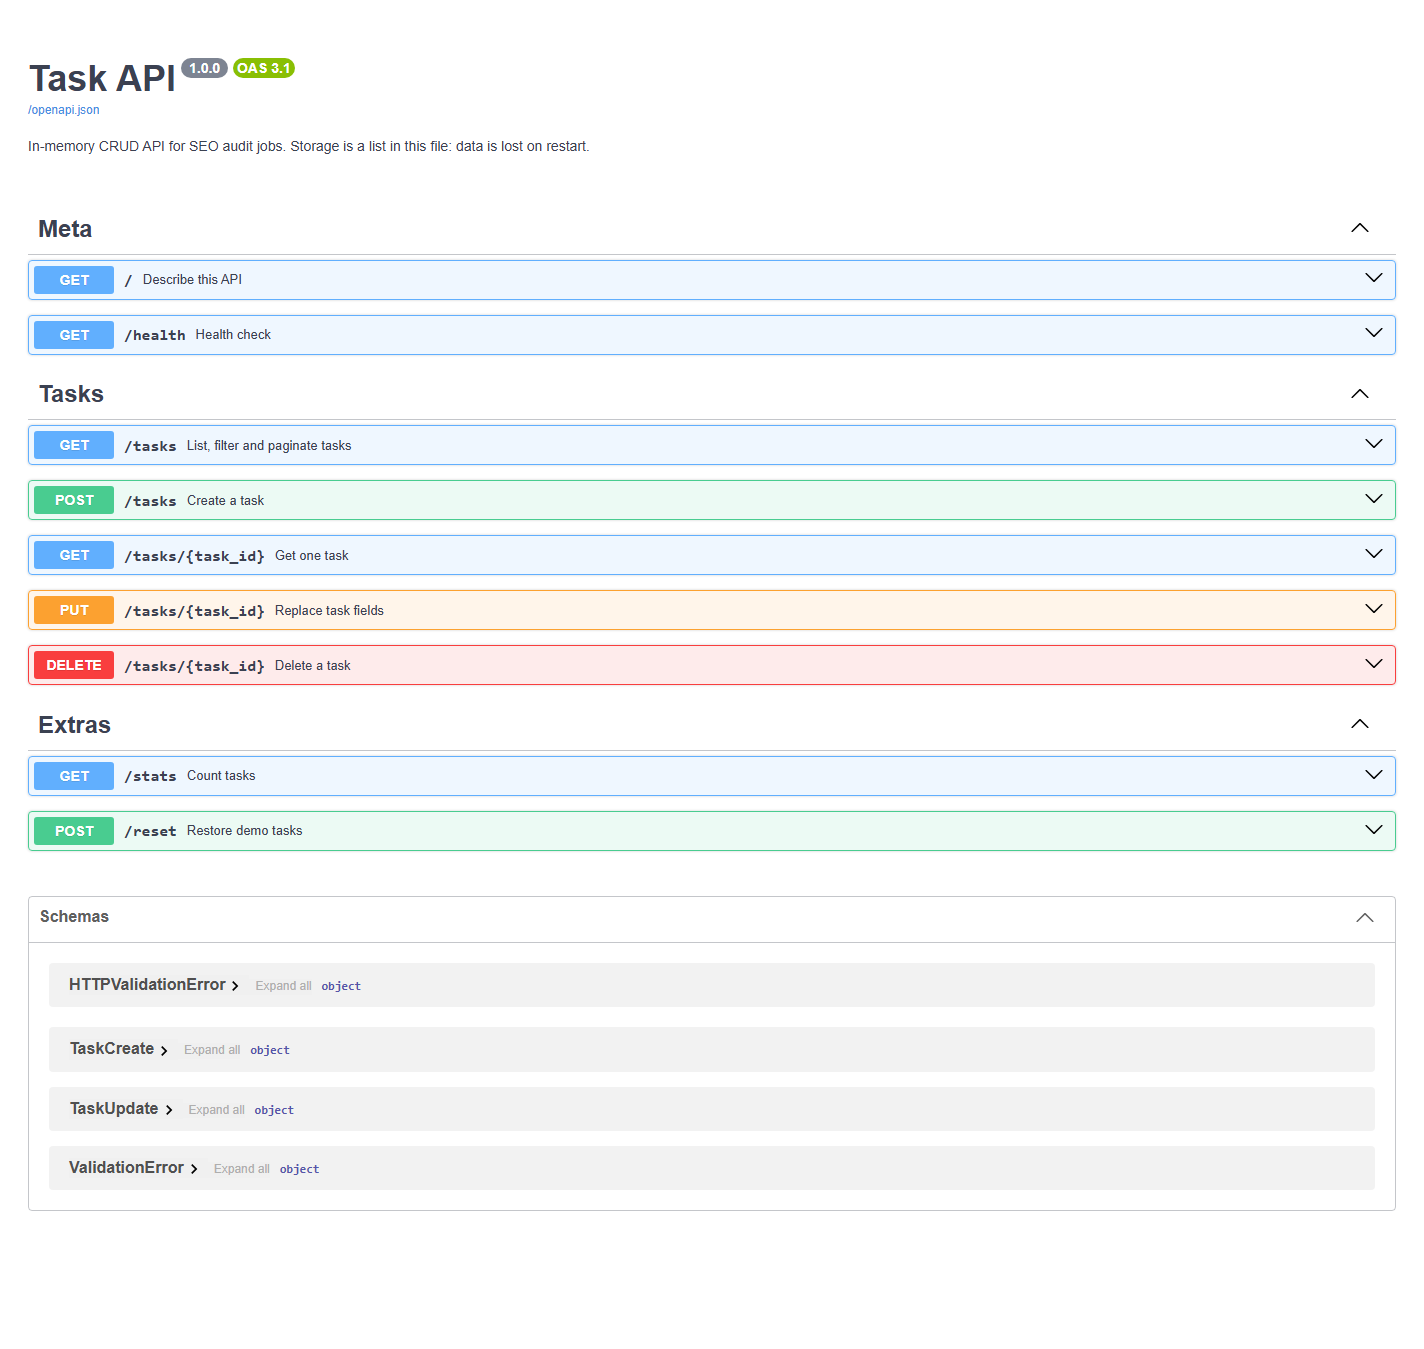 Task API 1.0.0 OAS 3.1
/openapi.json
In-memory CRUD API for SEO audit jobs. Storage is a list in this file: data is lost on restart.
Meta
GET / Describe this API
GET /health Health check
Tasks
GET /tasks List, filter and paginate tasks
POST /tasks Create a task
GET /tasks/{task_id} Get one task
PUT /tasks/{task_id} Replace task fields
DELETE /tasks/{task_id} Delete a task
Extras
GET /stats Count tasks
POST /reset Restore demo tasks
Schemas
HTTPValidationError Expand all object
TaskCreate Expand all object
TaskUpdate Expand all object
ValidationError Expand all object